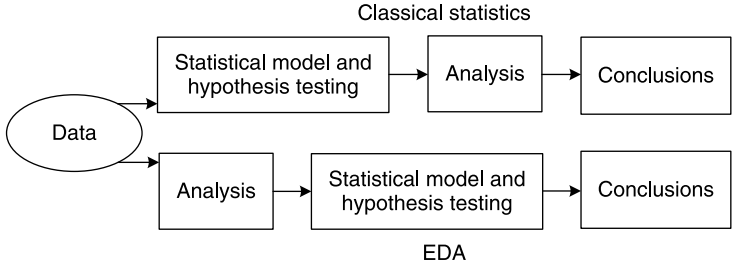 Classical statistics
Statistical model and
hypothesis testing
Analysis
Conclusions
Data
Analysis
Statistical model and
hypothesis testing
Conclusions
EDA